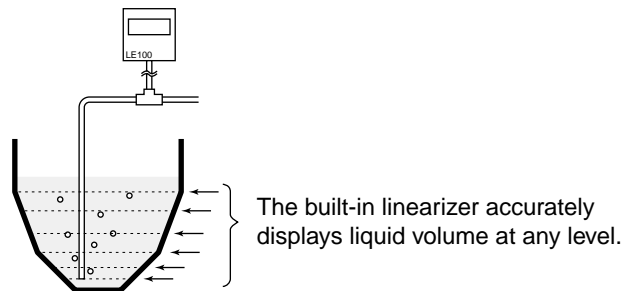 LE100
The built-in linearizer accurately
displays liquid volume at any level.